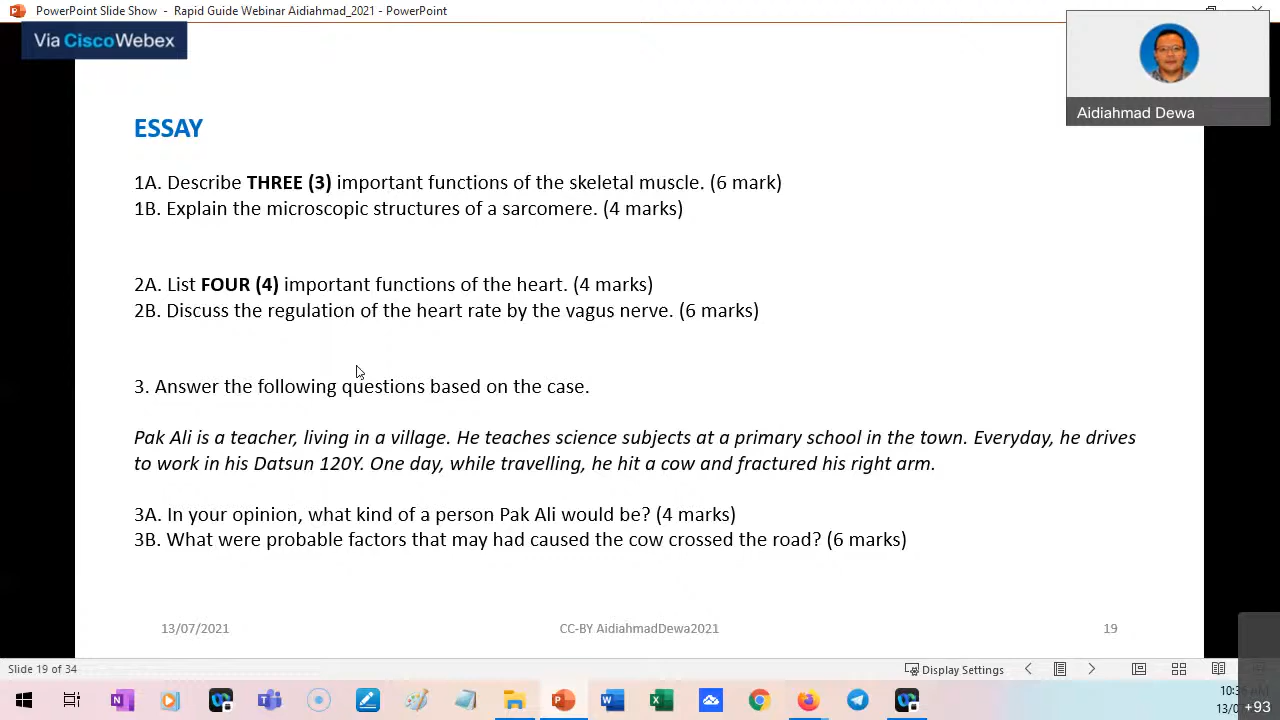 PowerPoint Slide Show - Rapid Guide Webinar Aidiahmad_2021 - PowerPoint
Via CiscoWebex
Aidiahmad Dewa
ESSAY
1A. Describe THREE (3) important functions of the skeletal muscle. (6 mark)
1B. Explain the microscopic structures of a sarcomere. (4 marks)
2A. List FOUR (4) important functions of the heart. (4 marks)
2B. Discuss the regulation of the heart rate by the vagus nerve. (6 marks)
3. Answer the following questions based on the case.
Pak Ali is a teacher, living in a village. He teaches science subjects at a primary school in the town. Everyday, he drives
to work in his Datsun 120Y. One day, while travelling, he hit a cow and fractured his right arm.
3A. In your opinion, what kind of a person Pak Ali would be? (4 marks)
3B. What were probable factors that may had caused the cow crossed the road? (6 marks)
13/07/2021
CC-BY AidiahmadDewa2021
19
Slide 19 of 34
Display Settings
+93